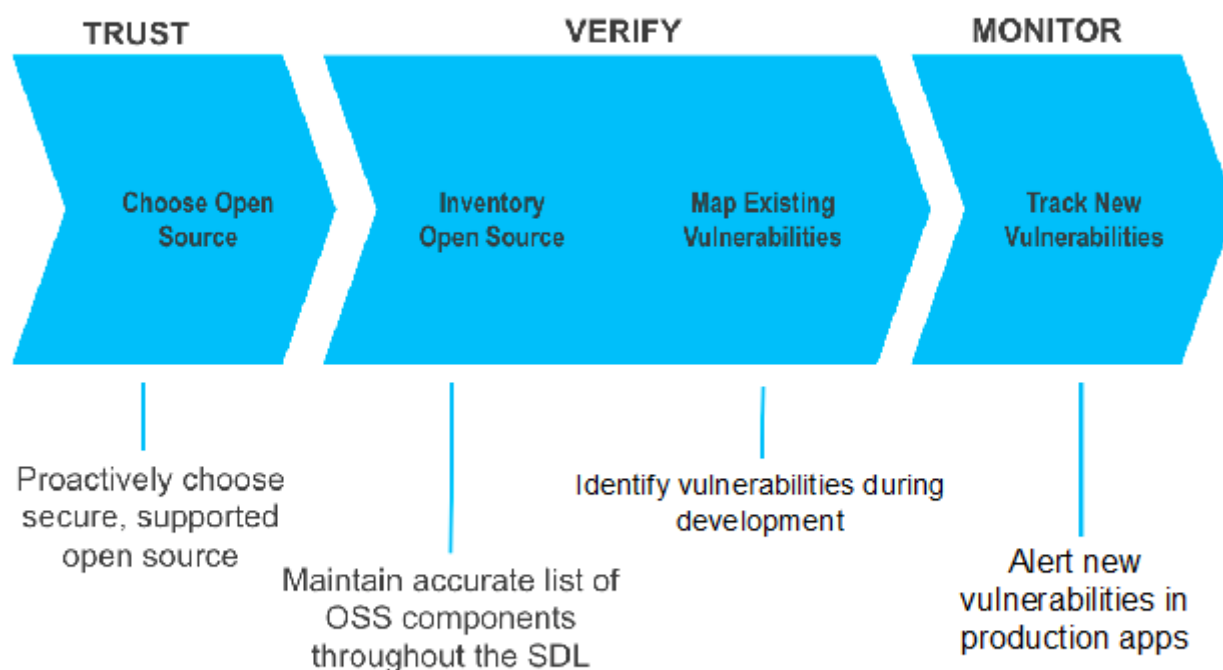 TRUST
VERIFY
MONITOR
Choose Open
Source
Inventory
Open Source
Map Existing
Vulnerabilities
Track New
Vulnerabilities
Proactively choose
secure, supported
open source
Maintain accurate list of
OSS components
throughout the SDL
Identify vulnerabilities during
development
Alert new
vulnerabilities in
production apps